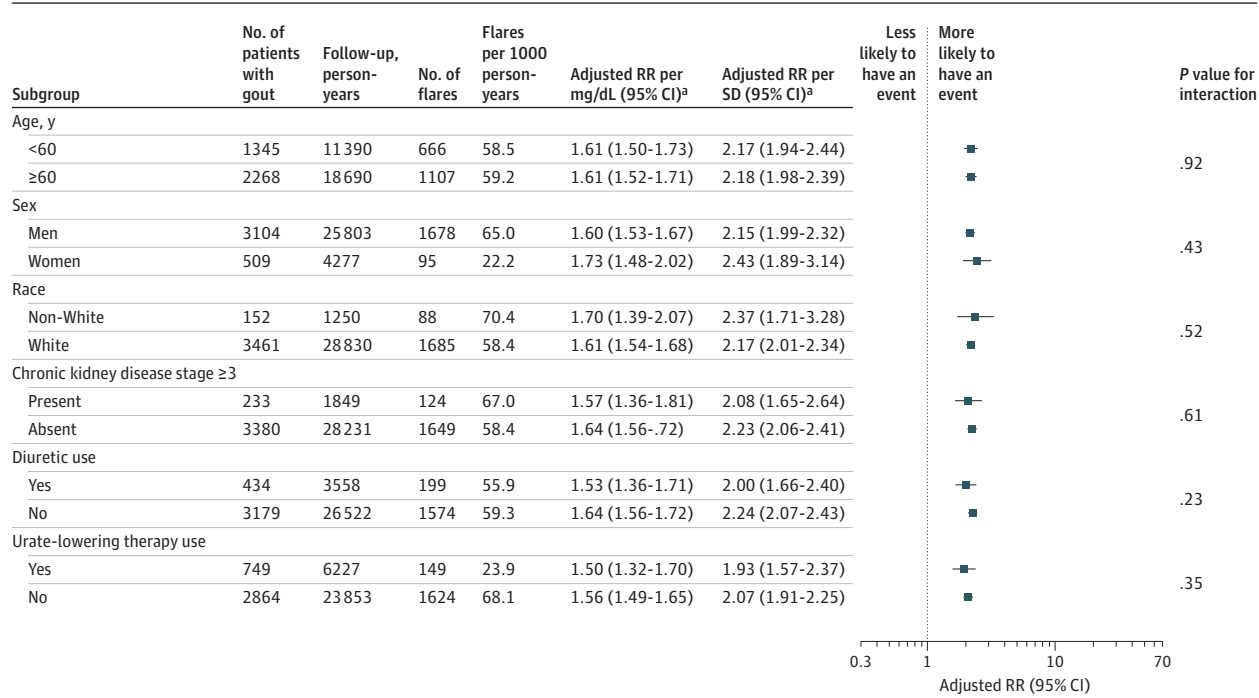 Subgroup No. of patients with gout Follow-up, person-years No. of flares Flares per 1000 person-years Adjusted RR per mg/dL (95% CI)a Adjusted RR per SD (95% CI)a Less likely to have an event More likely to have an event P value for interaction
Age, y
<60 1345 11390 666 58.5 1.61 (1.50-1.73) 2.17 (1.94-2.44)
.92
≥60 2268 18690 1107 59.2 1.61 (1.52-1.71) 2.18 (1.98-2.39)
Sex
Men 3104 25803 1678 65.0 1.60 (1.53-1.67) 2.15 (1.99-2.32)
.43
Women 509 4277 95 22.2 1.73 (1.48-2.02) 2.43 (1.89-3.14)
Race
Non-White 152 1250 88 70.4 1.70 (1.39-2.07) 2.37 (1.71-3.28)
.52
White 3461 28830 1685 58.4 1.61 (1.54-1.68) 2.17 (2.01-2.34)
Chronic kidney disease stage ≥3
Present 233 1849 124 67.0 1.57 (1.36-1.81) 2.08 (1.65-2.64)
.61
Absent 3380 28231 1649 58.4 1.64 (1.56-.72) 2.23 (2.06-2.41)
Diuretic use
Yes 434 3558 199 55.9 1.53 (1.36-1.71) 2.00 (1.66-2.40)
.23
No 3179 26522 1574 59.3 1.64 (1.56-1.72) 2.24 (2.07-2.43)
Urate-lowering therapy use
Yes 749 6227 149 23.9 1.50 (1.32-1.70) 1.93 (1.57-2.37)
.35
No 2864 23853 1624 68.1 1.56 (1.49-1.65) 2.07 (1.91-2.25)
0.3 1 10 70
Adjusted RR (95% CI)